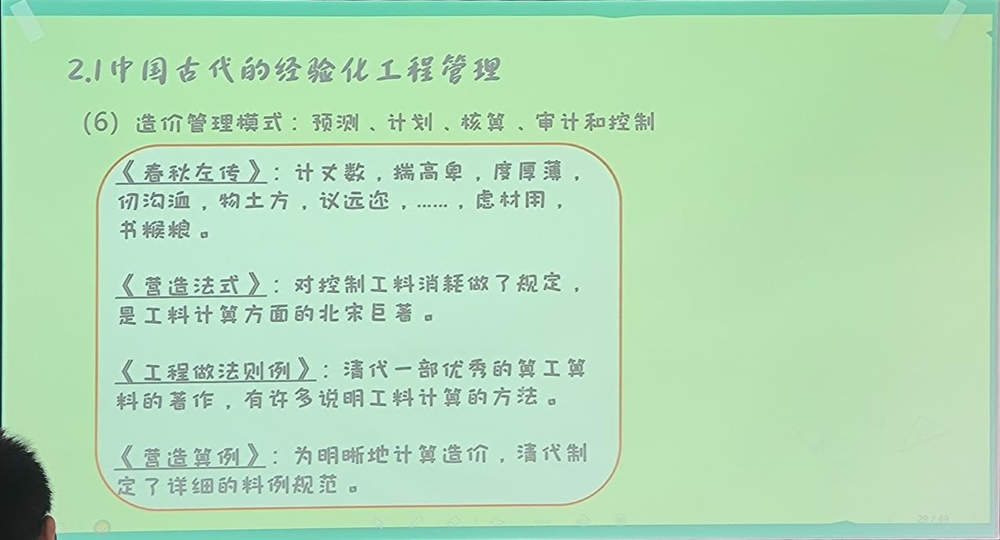 2.1中国古代的经验化工程管理
(6) 造价管理模式：预测、计划、核算、审计和控制
《春秋左传》：计丈数，揣高卑，度厚薄，
仞沟洫，物土方，议远迩，......，虑材用，
书糇粮。
《营造法式》：对控制工料消耗做了规定，
是工料计算方面的北宋巨著。
《工程做法则例》：清代一部优秀的算工算
料的著作，有许多说明工料计算的方法。
《营造算例》：为明晰地计算造价，清代制
定了详细的料例规范。
29/49